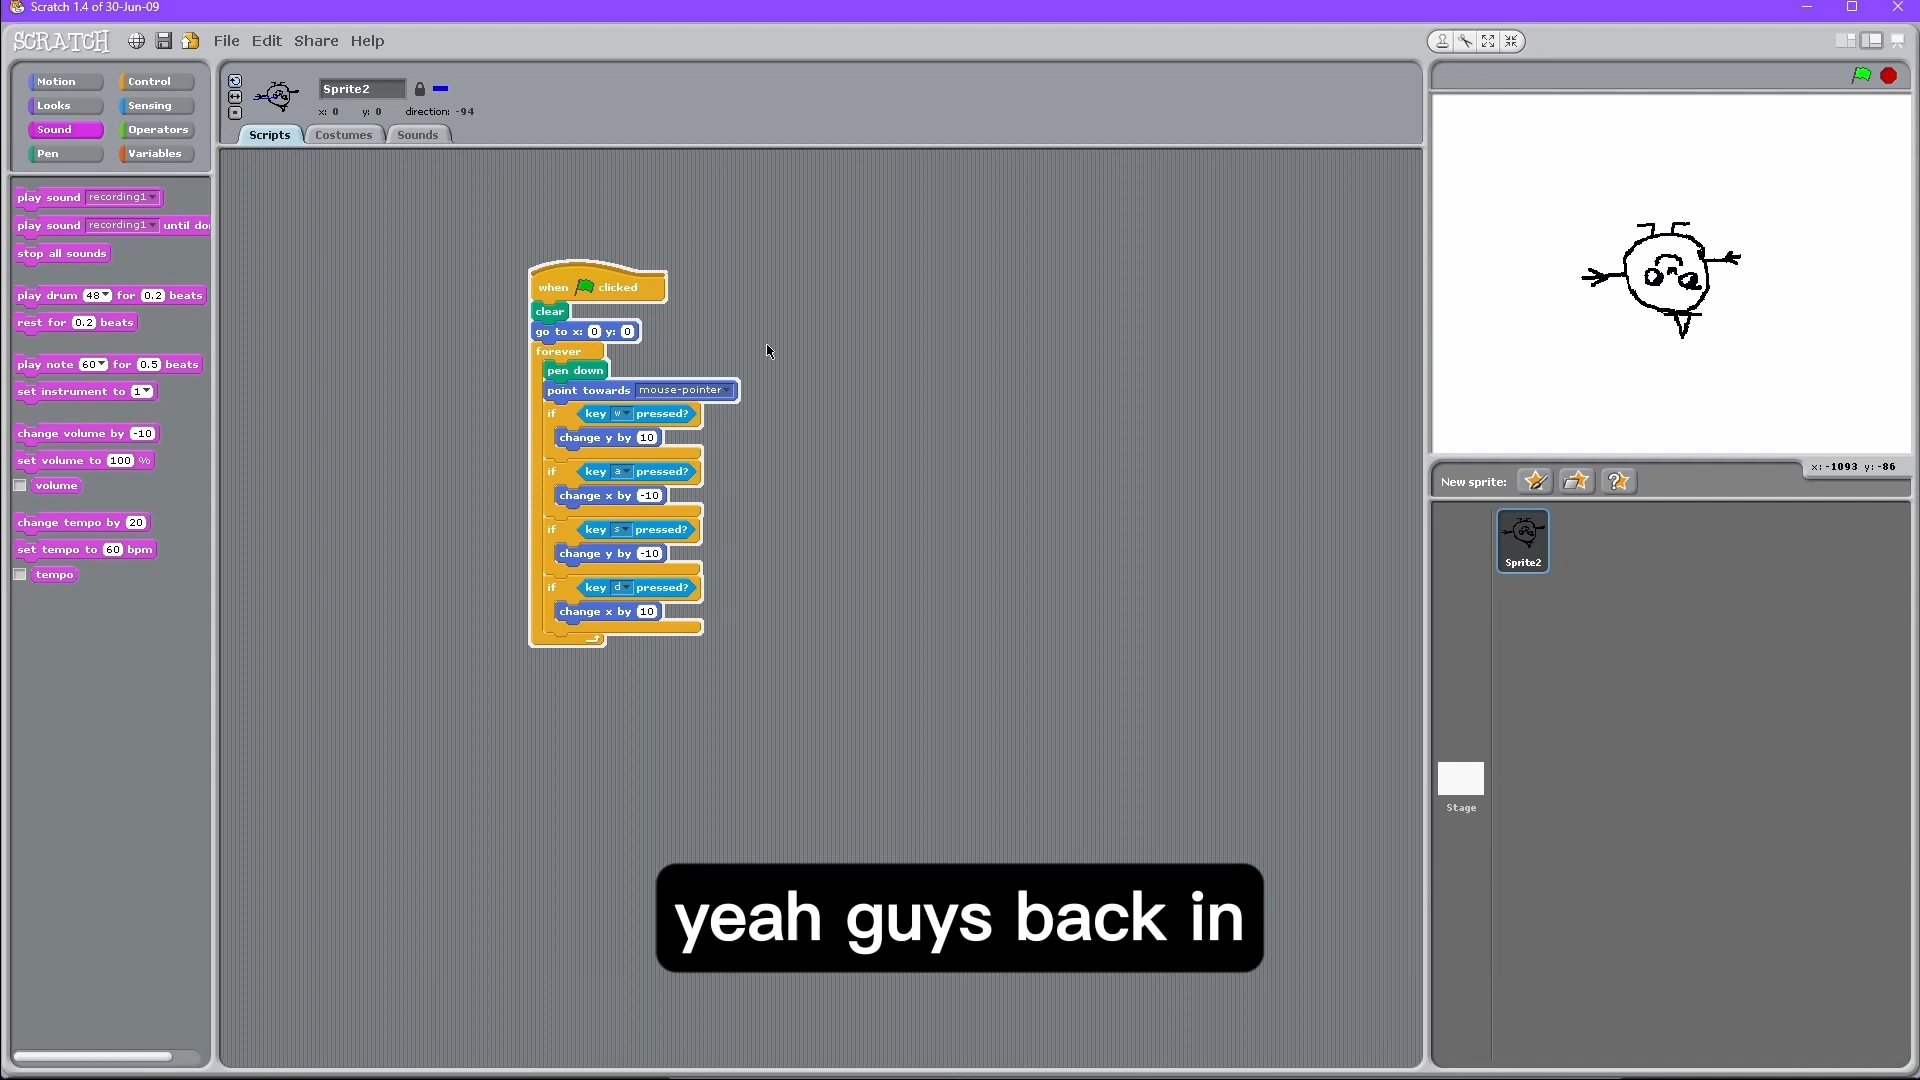 Scratch 1.4 of 30-Jun-09
SCRATCH File Edit Share Help
Motion Control
Looks Sensing
Sound Operators
Pen Variables
Sprite2
x: 0 y: 0 direction: -94
Scripts Costumes Sounds
play sound recording1
play sound recording1 until do
stop all sounds
play drum 48 for 0.2 beats
rest for 0.2 beats
play note 60 for 0.5 beats
set instrument to 1
change volume by -10
set volume to 100 %
volume
change tempo by 20
set tempo to 60 bpm
tempo
when clicked
clear
go to x: 0 y: 0
forever
pen down
point towards mouse-pointer
if key w pressed?
change y by 10
if key a pressed?
change x by -10
if key s pressed?
change y by -10
if key d pressed?
change x by 10
x: -1093 y: -86
New sprite:
Sprite2
Stage
yeah guys back in